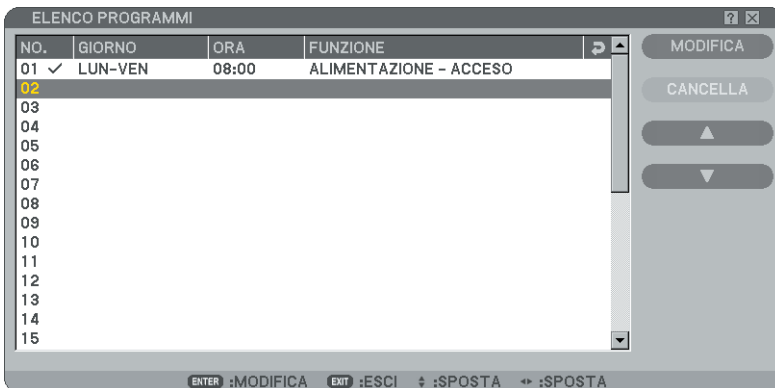 ELENCO PROGRAMMI
NO. GIORNO ORA FUNZIONE
01 ✓ LUN-VEN 08:00 ALIMENTAZIONE - ACCESO
02
03
04
05
06
07
08
09
10
11
12
13
14
15
MODIFICA
CANCELLA
ENTER :MODIFICA EXIT :ESCI :SPOSTA :SPOSTA